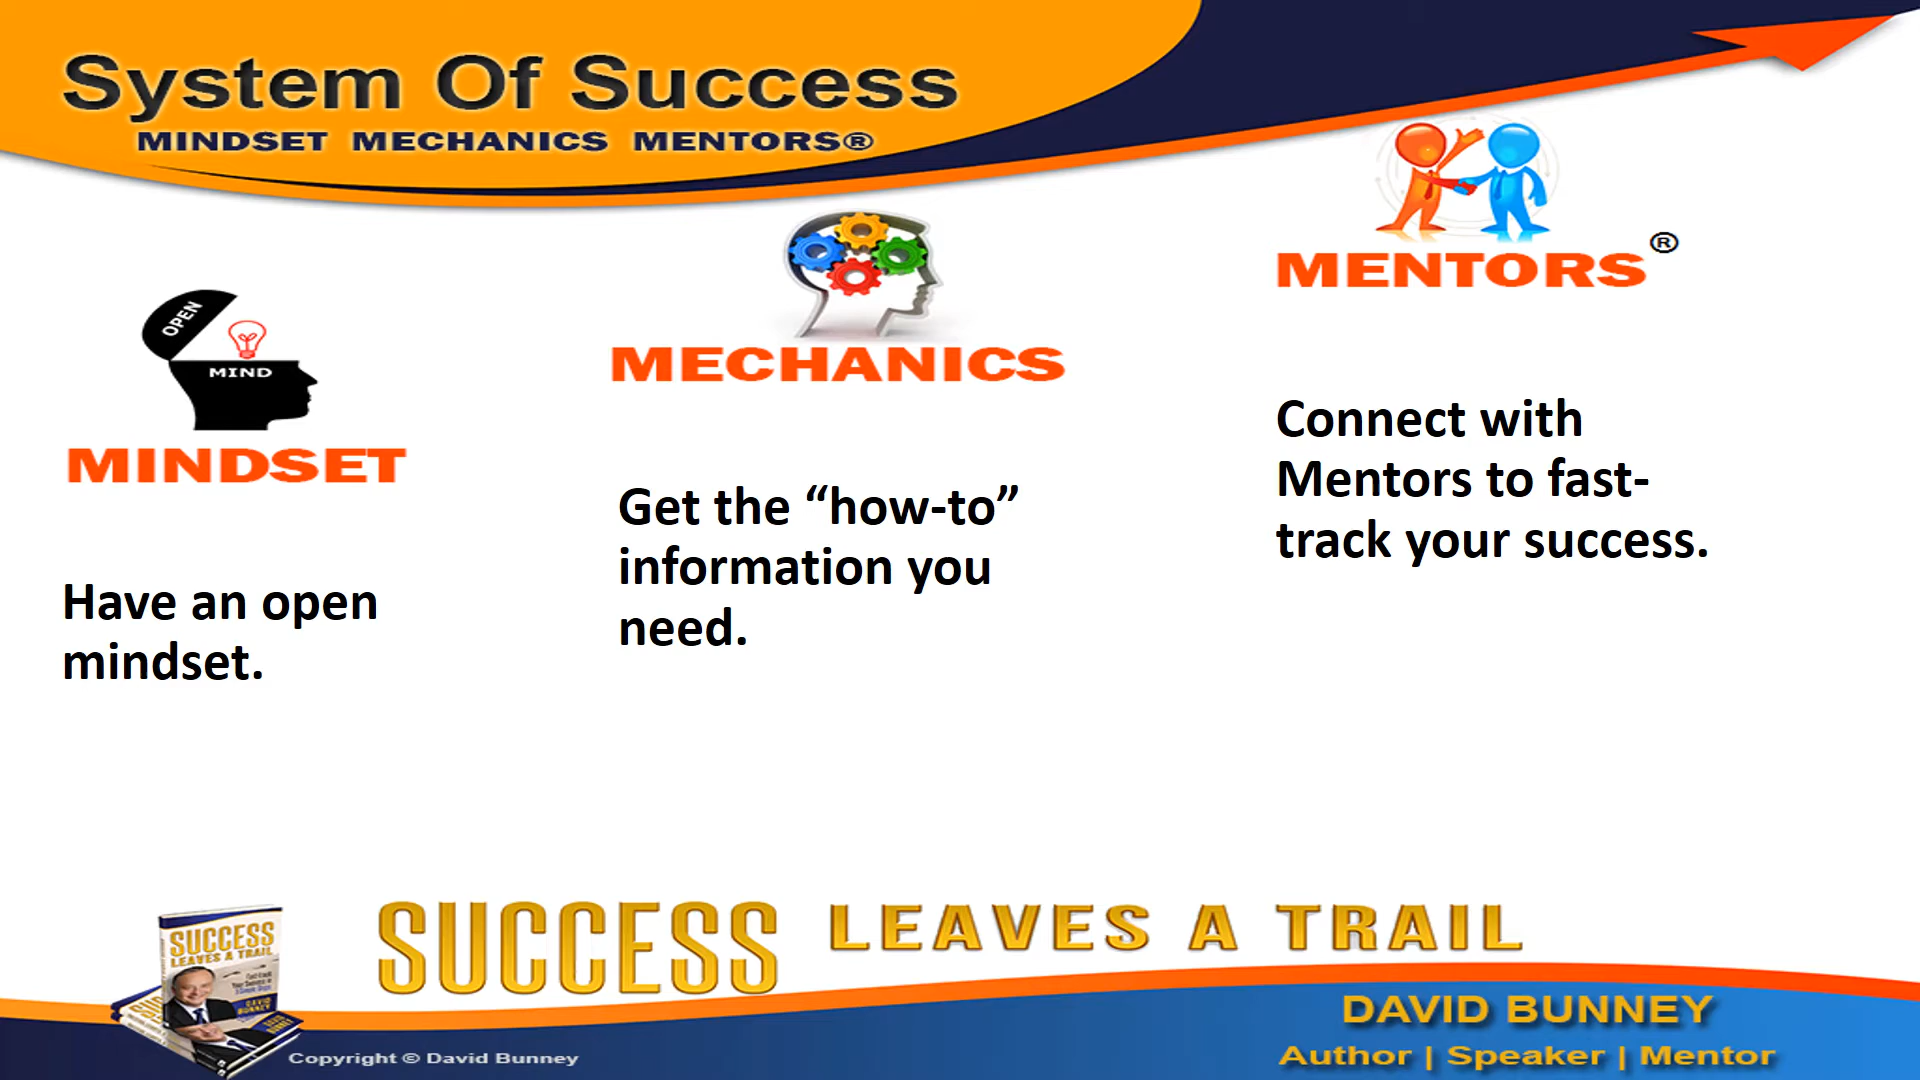 System Of Success
MINDSET MECHANICS MENTORS®
OPEN
MIND
MINDSET
Have an open
mindset.
MECHANICS
Get the “how-to”
information you
need.
MENTORS®
Connect with
Mentors to fast-
track your success.
SUCCESS
LEAVES A TRAIL
DAVID
BUNNEY
SUCCESS LEAVES A TRAIL
Copyright © David Bunney
DAVID BUNNEY
Author | Speaker | Mentor